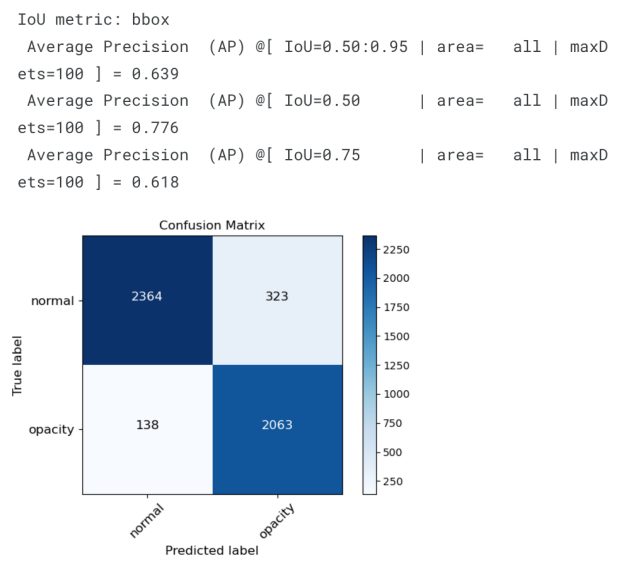 IoU metric: bbox
Average Precision  (AP) @[ IoU=0.50:0.95 | area=   all | maxD
ets=100 ] = 0.639
Average Precision  (AP) @[ IoU=0.50      | area=   all | maxD
ets=100 ] = 0.776
Average Precision  (AP) @[ IoU=0.75      | area=   all | maxD
ets=100 ] = 0.618
Confusion Matrix
True label
normal
2364
323
opacity
138
2063
normal
opacity
Predicted label
2250
2000
1750
1500
1250
1000
750
500
250